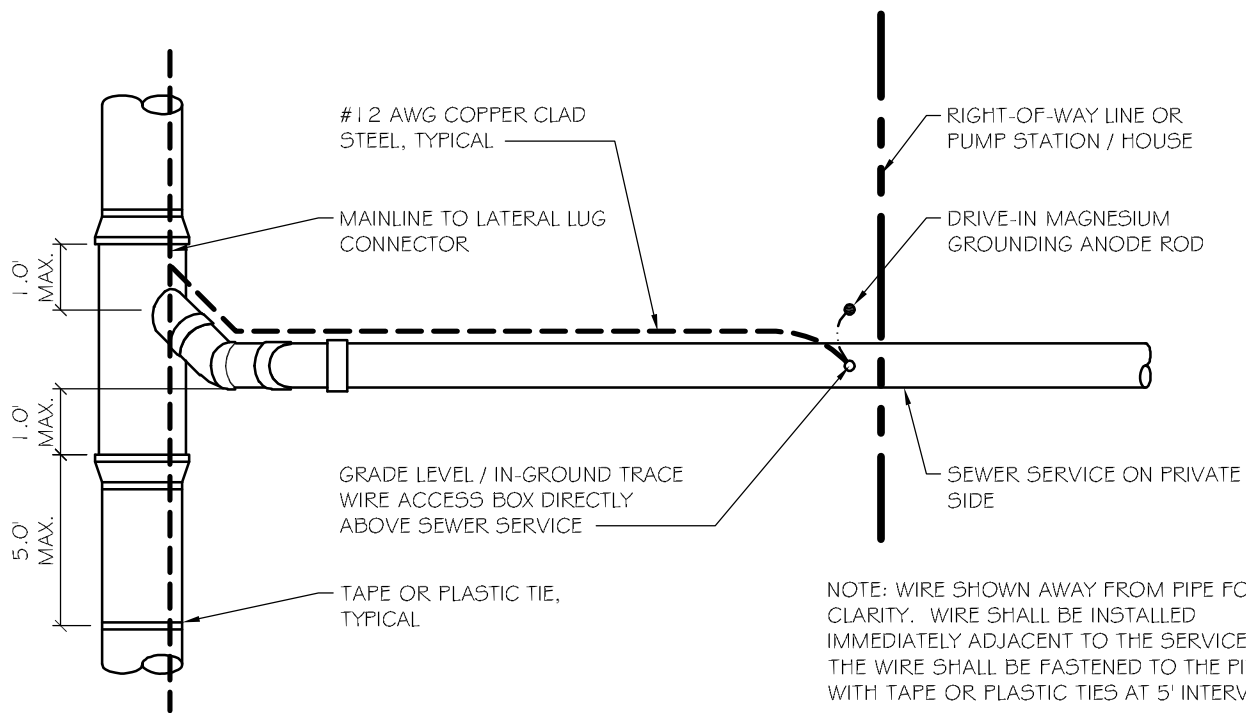 #12 AWG COPPER CLAD
STEEL, TYPICAL
MAINLINE TO LATERAL LUG
CONNECTOR
RIGHT-OF-WAY LINE OR
PUMP STATION / HOUSE
DRIVE-IN MAGNESIUM
GROUNDING ANODE ROD
1.0'
MAX.
1.0'
MAX.
5.0'
MAX.
GRADE LEVEL / IN-GROUND TRACE
WIRE ACCESS BOX DIRECTLY
ABOVE SEWER SERVICE
SEWER SERVICE ON PRIVATE
SIDE
TAPE OR PLASTIC TIE,
TYPICAL
NOTE: WIRE SHOWN AWAY FROM PIPE
CLARITY. WIRE SHALL BE INSTALLED
IMMEDIATELY ADJACENT TO THE SERVICE
THE WIRE SHALL BE FASTENED TO THE
WITH TAPE OR PLASTIC TIES AT 5'